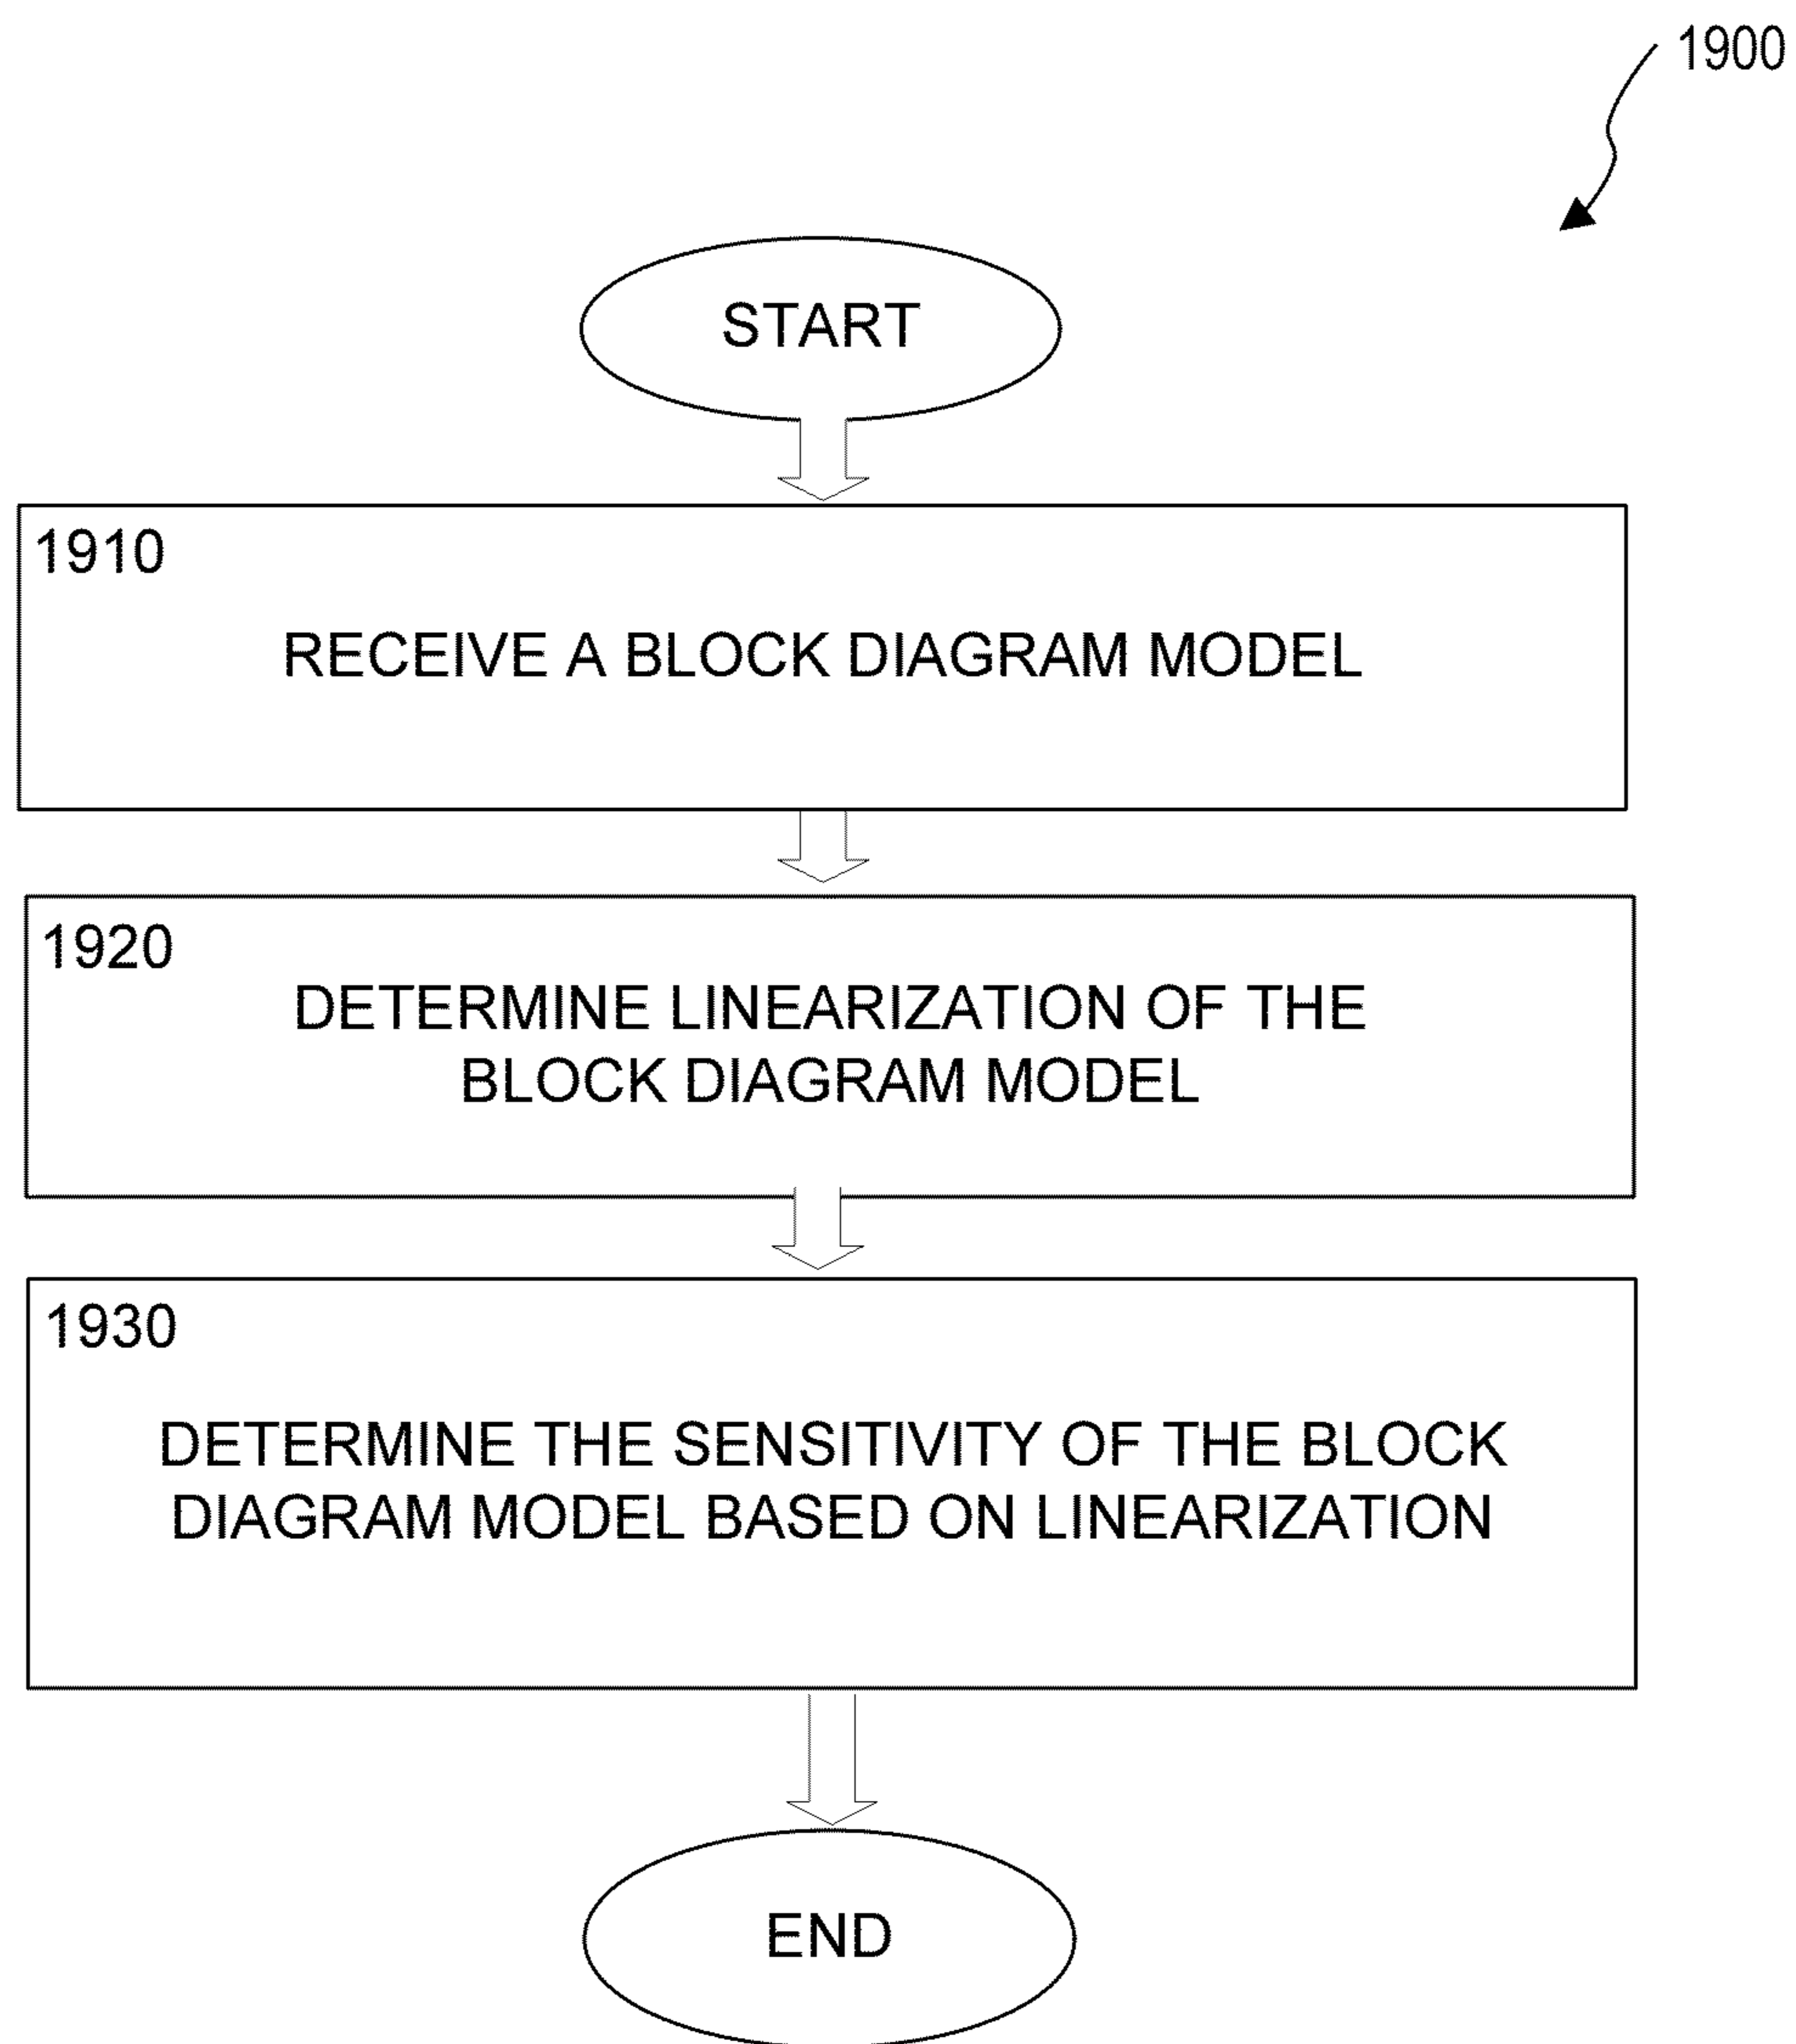 1900
START
1910
RECEIVE A BLOCK DIAGRAM MODEL
1920
DETERMINE LINEARIZATION OF THE
BLOCK DIAGRAM MODEL
1930
DETERMINE THE SENSITIVITY OF THE BLOCK
DIAGRAM MODEL BASED ON LINEARIZATION
END